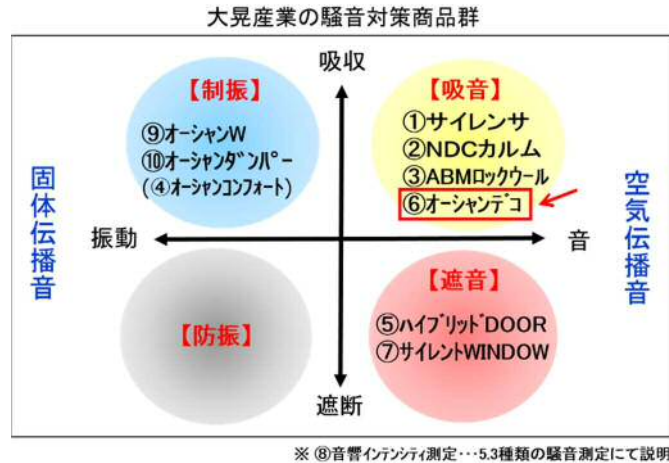 大晃産業の騒音対策商品群
吸収
【制振】
⑨オーシャンW
⑩オーシャンダンパー
(④オーシャンコンフォート)
【吸音】
①サイレンサ
②NDCカルム
③ABMロックウール
⑥オーシャンデコ
固体伝播音
振動
音
空気伝播音
【防振】
【遮音】
⑤ハイブリッドDOOR
⑦サイレントWINDOW
遮断
※ ⑧音響インテンシティ測定・・・5.3種類の騒音測定にて説明